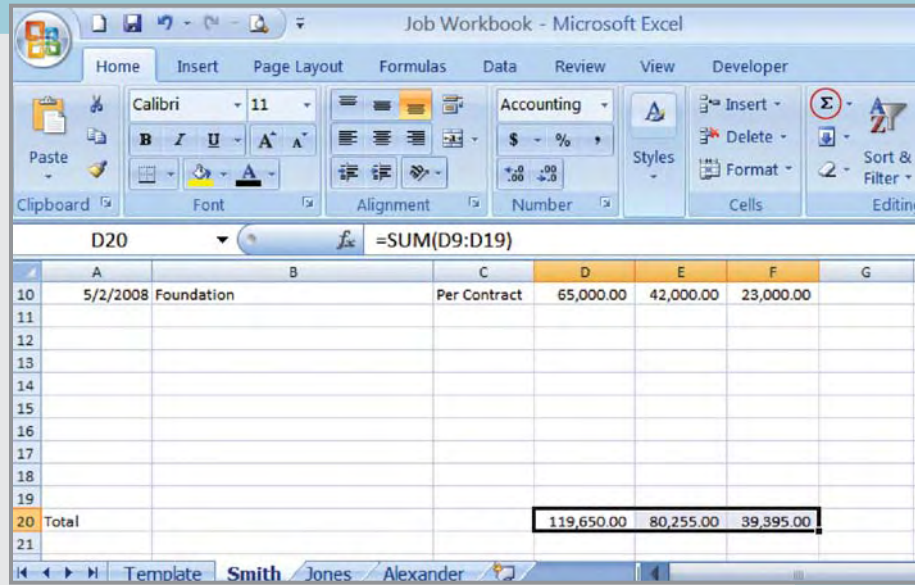 Job Workbook - Microsoft Excel
Home Insert Page Layout Formulas Data Review View Developer
Calibri 11 Accounting Insert
B I U A A $ % , Delete
Paste Styles Sort &
A .00 .00 Format Filter
Clipboard Font Alignment Number Cells
D20 fx =SUM(D9:D19)
A B C D E F G
10 5/2/2008 Foundation Per Contract 65,000.00 42,000.00 23,000.00
11
12
13
14
15
16
17
18
19
20 Total 119,650.00 80,255.00 39,395.00
21
Template Smith Jones Alexander